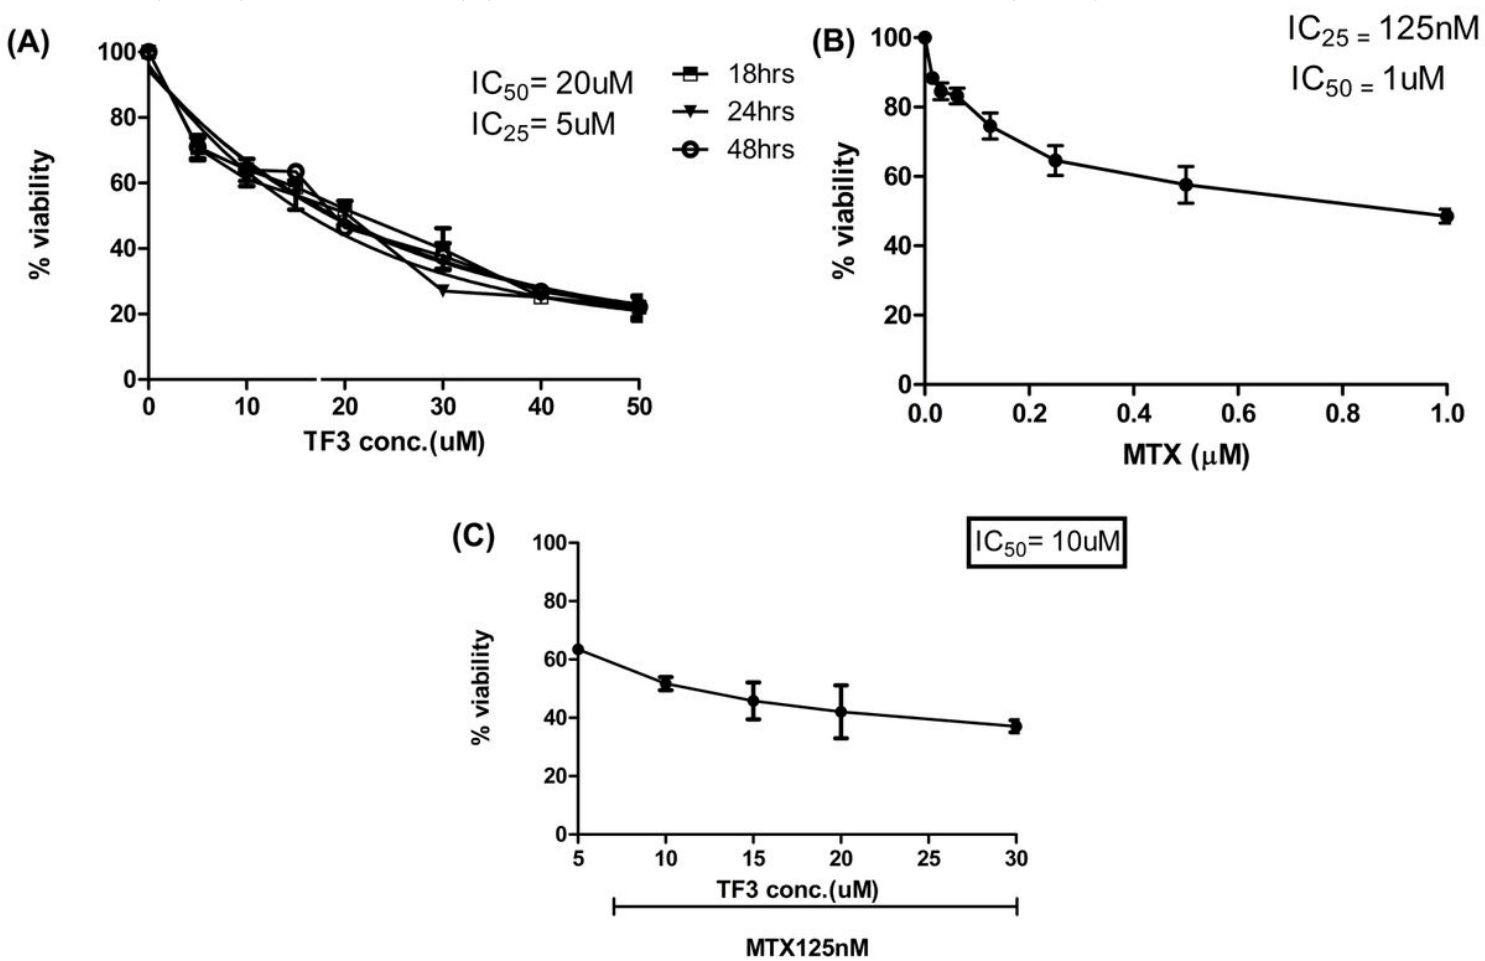 (A)
100
80
60
40
20
0
% viability
0 10 20 30 40 50
TF3 conc.(uM)
IC50= 20uM
IC25= 5uM
18hrs
24hrs
48hrs
(B)
100
80
60
40
20
0
% viability
0.0 0.2 0.4 0.6 0.8 1.0
MTX (μM)
IC25 = 125nM
IC50 = 1uM
(C)
100
80
60
40
20
0
% viability
5 10 15 20 25 30
TF3 conc.(uM)
MTX125nM
IC50= 10uM